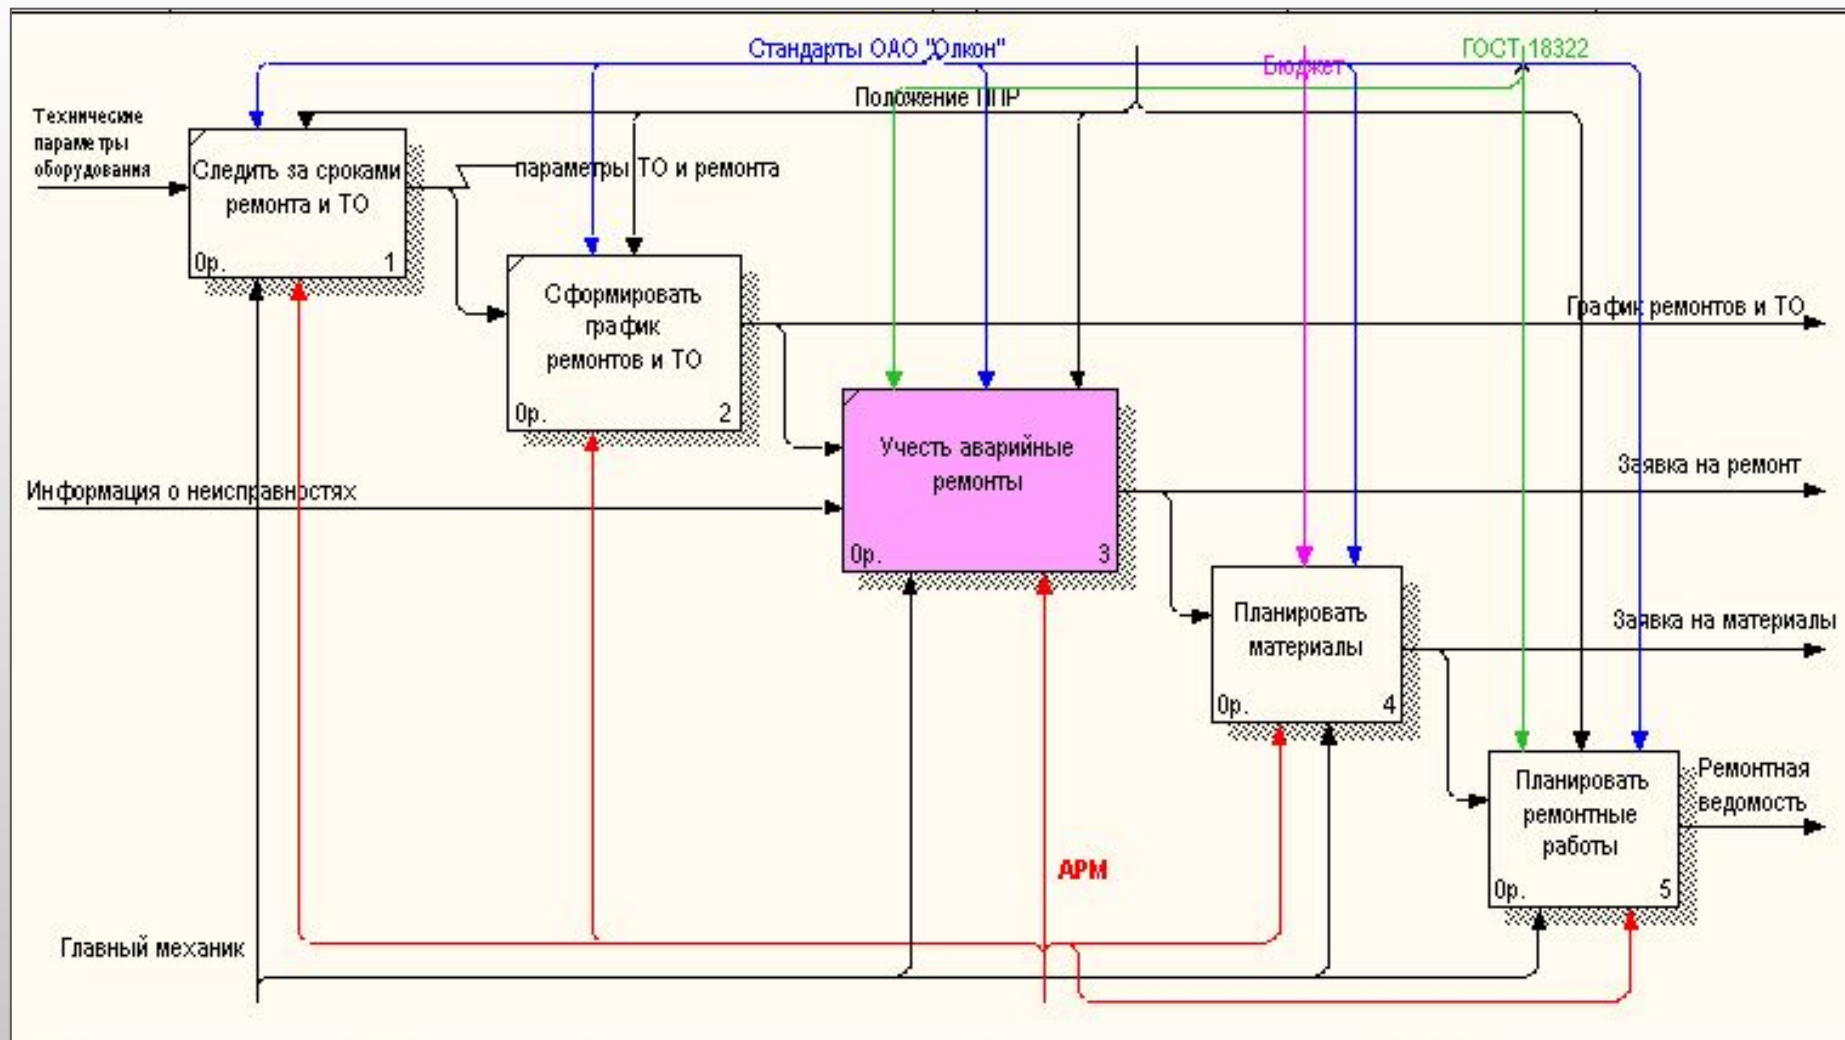 Стандарты ОАО "Олкон"
ГОСТ 18322
Бюджет
Положение ППР
Технические
параметры
оборудования
Следить за сроками
ремонта и ТО
0р. 1
параметры ТО и ремонта
Сформировать
график
ремонтов и ТО
0р. 2
График ремонтов и ТО
Учесть аварийные
ремонты
0р. 3
Информация о неисправностях
Заявка на ремонт
Планировать
материалы
0р. 4
Заявка на материалы
Планировать
ремонтные
работы
0р. 5
Ремонтная
ведомость
АРМ
Главный механик